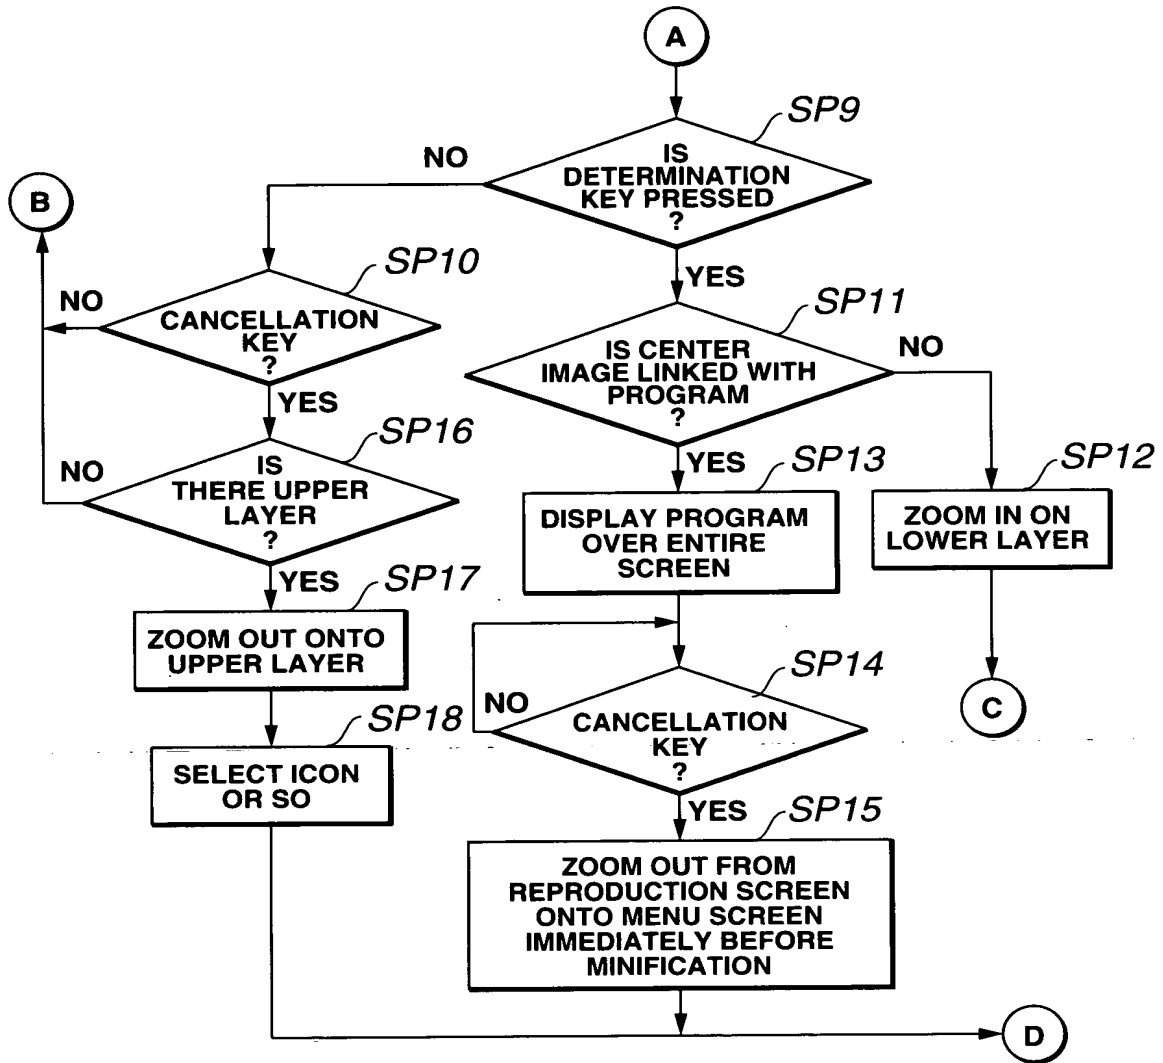 A
SP9
NO
IS
DETERMINATION
KEY PRESSED
?
B
YES
SP10
NO
CANCELLATION
KEY
?
YES
SP11
IS CENTER
IMAGE LINKED WITH
PROGRAM
?
NO
YES
SP16
NO
IS
THERE UPPER
LAYER
?
YES
SP13
DISPLAY PROGRAM
OVER ENTIRE
SCREEN
SP12
ZOOM IN ON
LOWER LAYER
C
SP17
ZOOM OUT ONTO
UPPER LAYER
SP14
NO
CANCELLATION
KEY
?
YES
SP18
SELECT ICON
OR SO
SP15
ZOOM OUT FROM
REPRODUCTION SCREEN
ONTO MENU SCREEN
IMMEDIATELY BEFORE
MINIFICATION
D